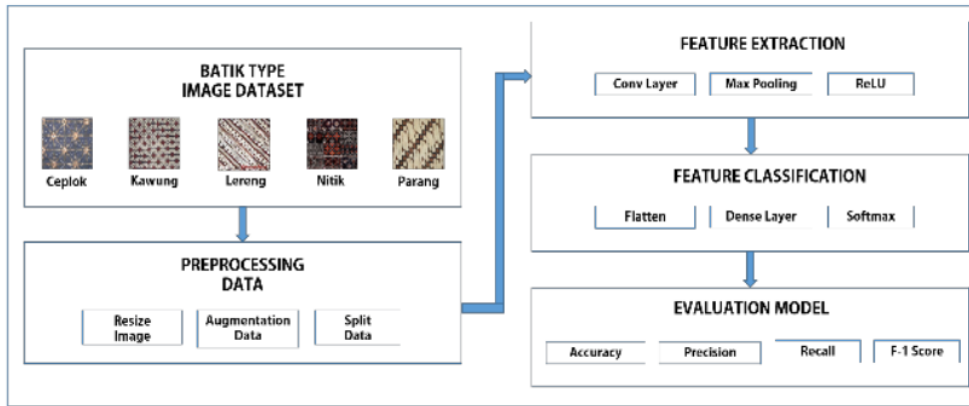 BATIK TYPE
IMAGE DATASET
Ceplok
Kawung
Lereng
Nitik
Parang
PREPROCESSING
DATA
Resize
Image
Augmentation
Data
Split
Data
FEATURE EXTRACTION
Conv Layer
Max Pooling
ReLU
FEATURE CLASSIFICATION
Flatten
Dense Layer
Softmax
EVALUATION MODEL
Accuracy
Precision
Recall
F-1 Score